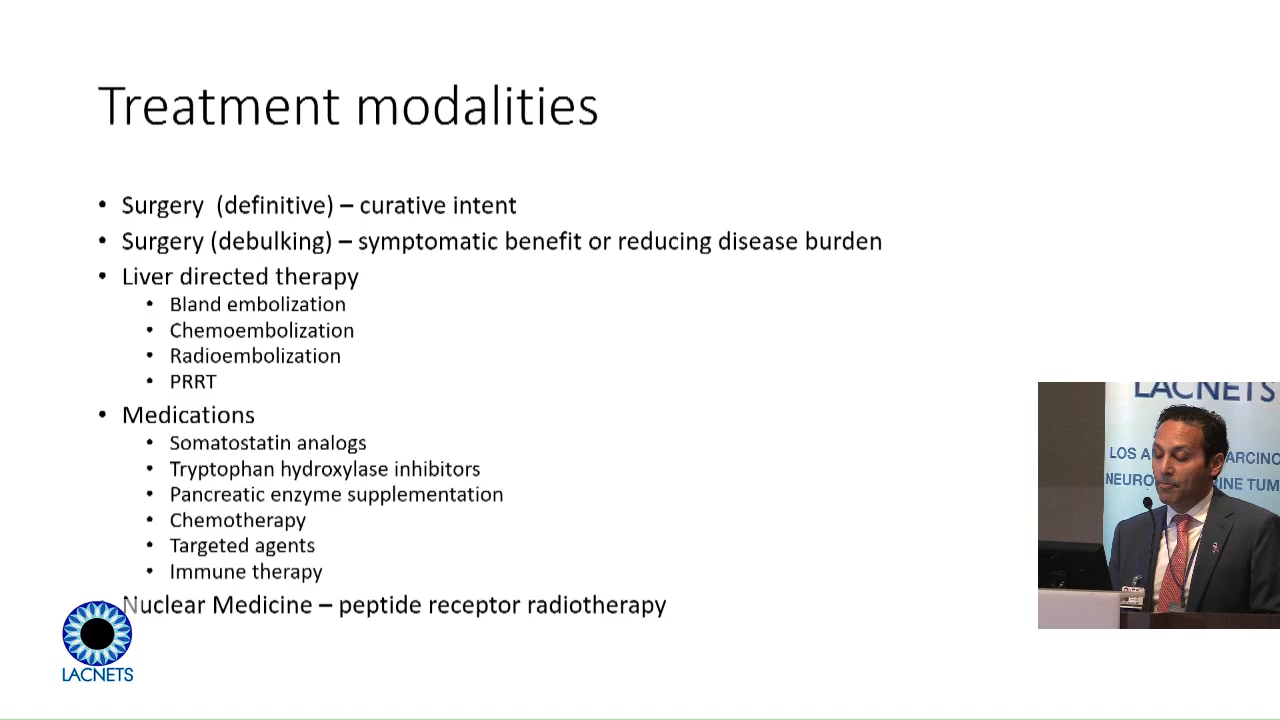 Treatment modalities
• Surgery (definitive) – curative intent
• Surgery (debulking) – symptomatic benefit or reducing disease burden
• Liver directed therapy
• Bland embolization
• Chemoembolization
• Radioembolization
• PRRT
• Medications
• Somatostatin analogs
• Tryptophan hydroxylase inhibitors
• Pancreatic enzyme supplementation
• Chemotherapy
• Targeted agents
• Immune therapy
Nuclear Medicine – peptide receptor radiotherapy
LACNETS
LACNETS
LOS A ARCINO
NEURO INE TUM